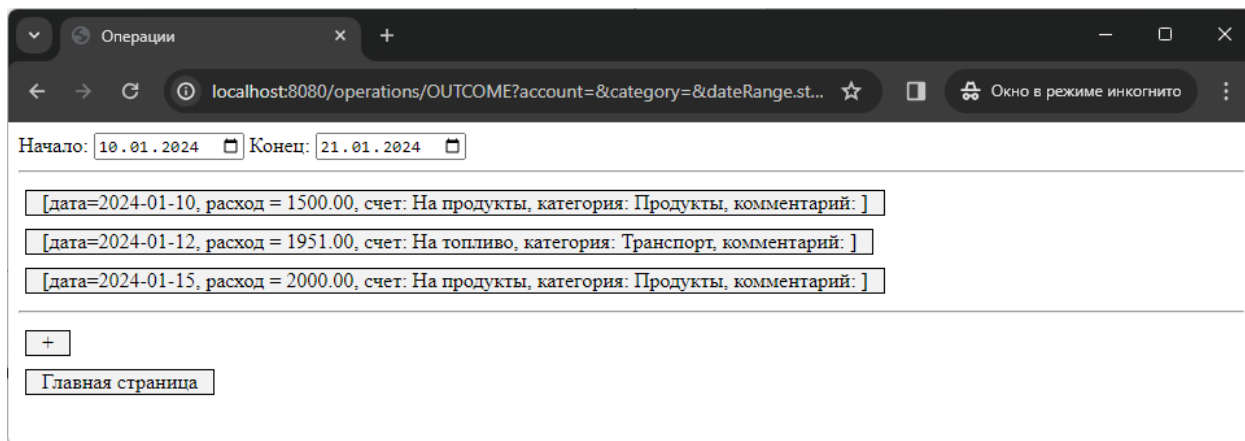 Операции
localhost:8080/operations/OUTCOME?account=&category=&dateRange.st...
Окно в режиме инкогнито
Начало: 10.01.2024 Конец: 21.01.2024
[дата=2024-01-10, расход = 1500.00, счет: На продукты, категория: Продукты, комментарий: ]
[дата=2024-01-12, расход = 1951.00, счет: На топливо, категория: Транспорт, комментарий: ]
[дата=2024-01-15, расход = 2000.00, счет: На продукты, категория: Продукты, комментарий: ]
+
Главная страница